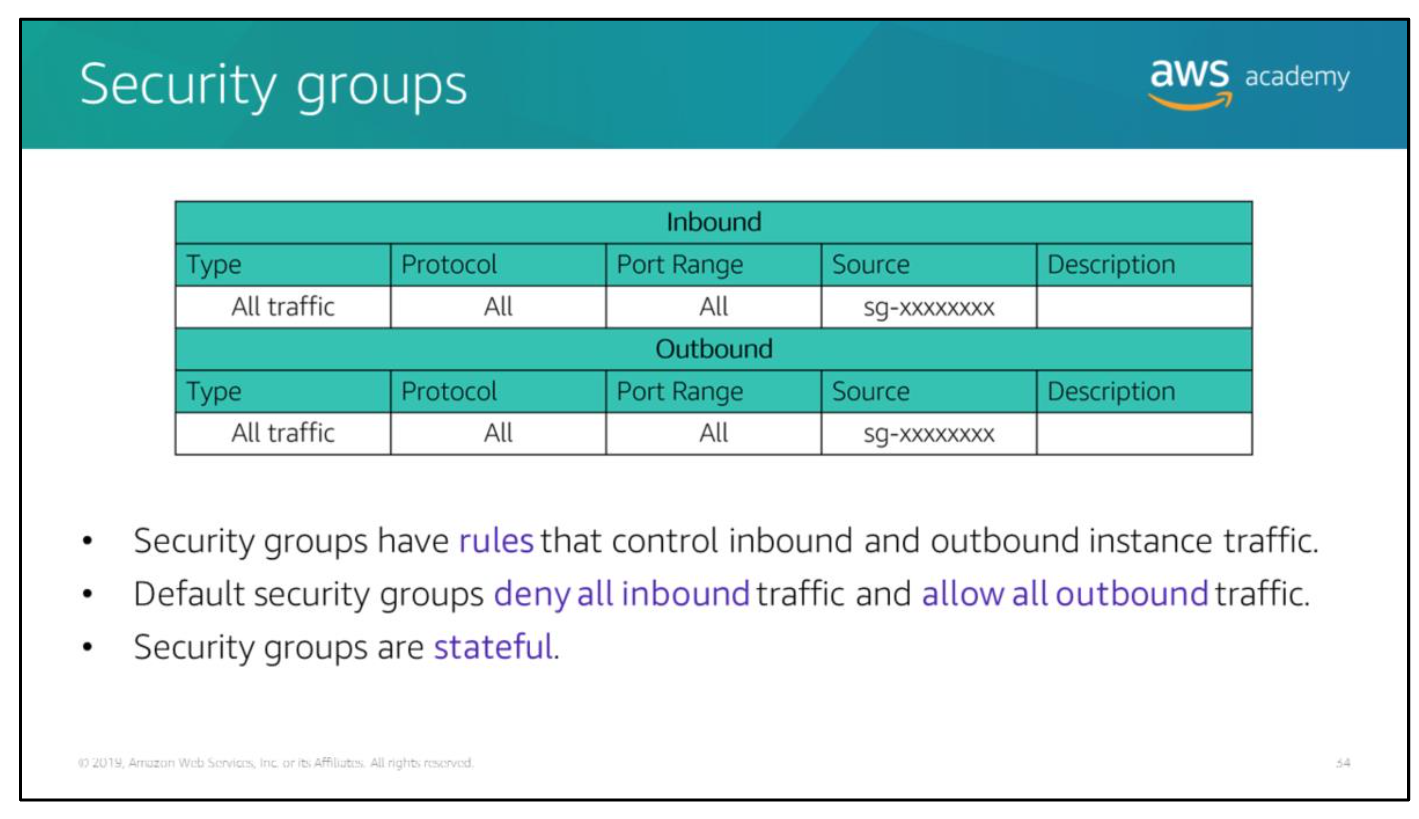 Security groups
aws academy
Inbound
Type Protocol Port Range Source Description
All traffic All All sg-xxxxxxxx
Outbound
Type Protocol Port Range Source Description
All traffic All All sg-xxxxxxxx
• Security groups have rules that control inbound and outbound instance traffic.
• Default security groups deny all inbound traffic and allow all outbound traffic.
• Security groups are stateful.
© 2019, Amazon Web Services, Inc. or its Affiliates. All rights reserved.
34